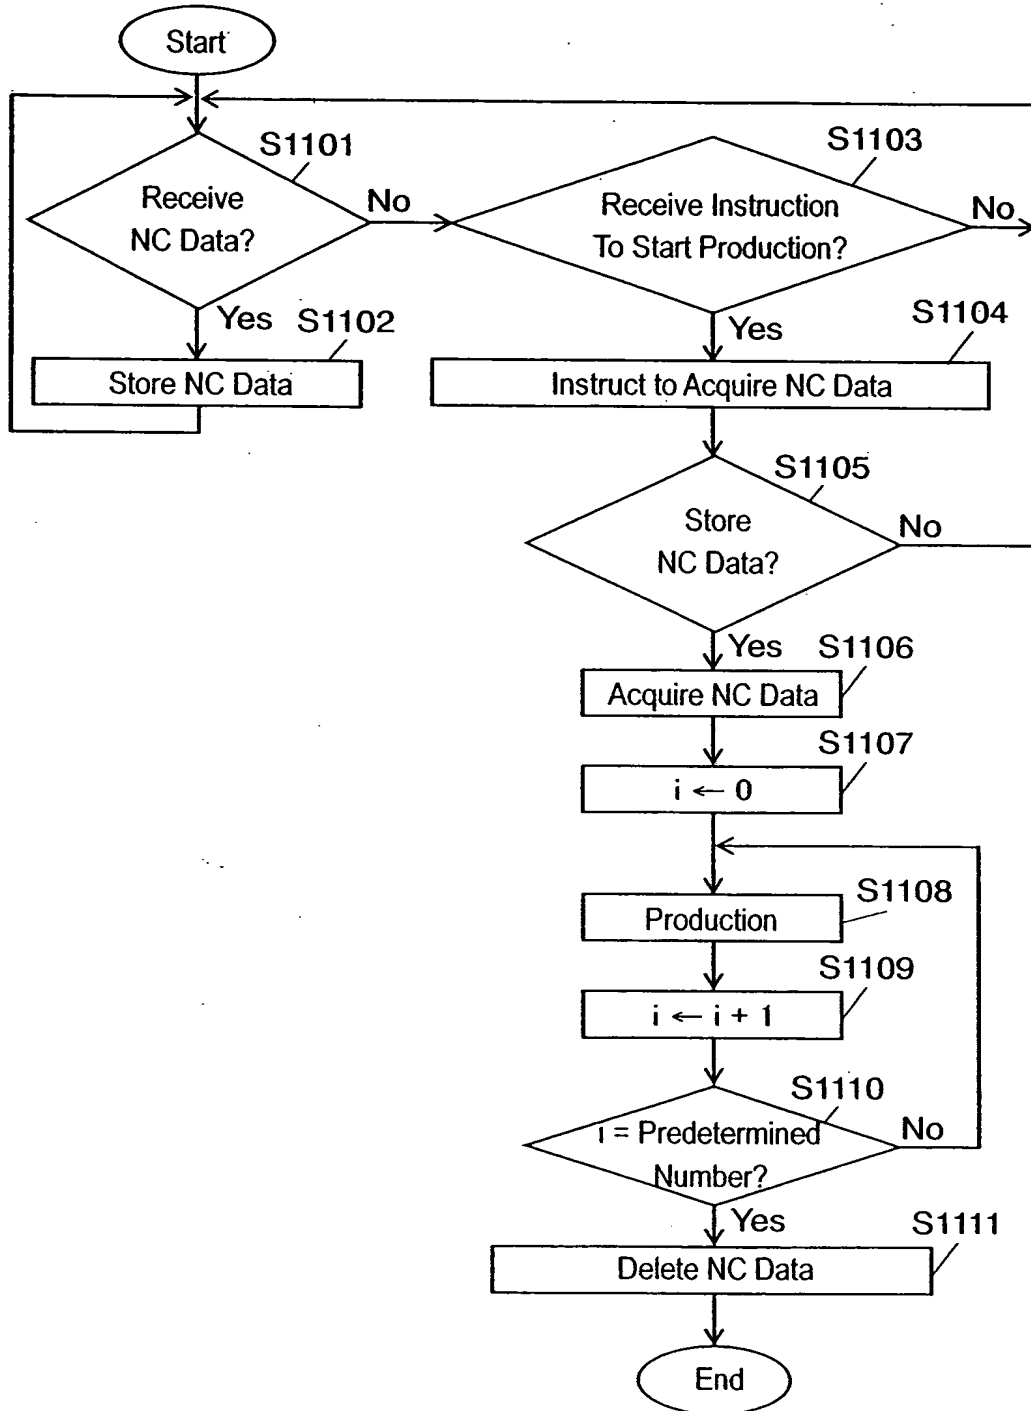 Start
S1101
Receive
NC Data?
No
S1103
Receive Instruction
To Start Production?
No
Yes
S1102
Store NC Data
Yes
S1104
Instruct to Acquire NC Data
S1105
Store
NC Data?
No
Yes
S1106
Acquire NC Data
S1107
i ← 0
S1108
Production
S1109
i ← i + 1
S1110
i = Predetermined
Number?
No
Yes
S1111
Delete NC Data
End